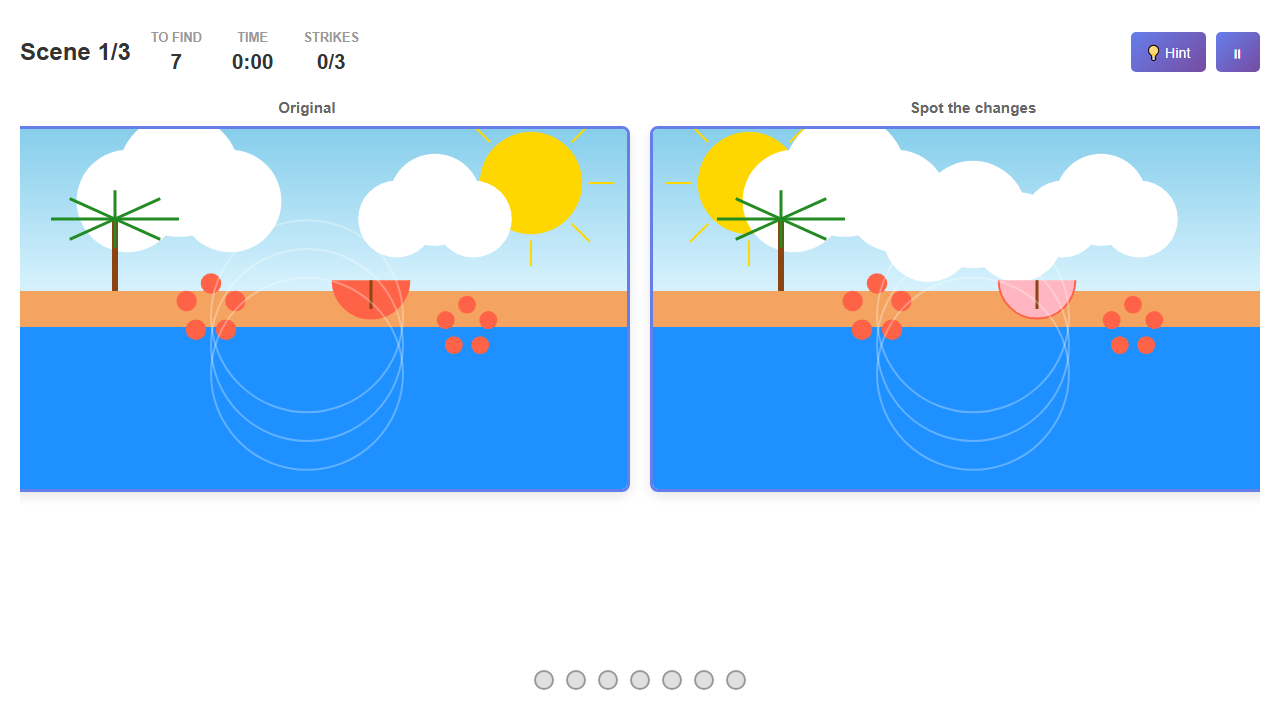 Scene 1/3
TO FIND
7
TIME
0:00
STRIKES
0/3
💡 Hint
⏸
Original
Spot the changes